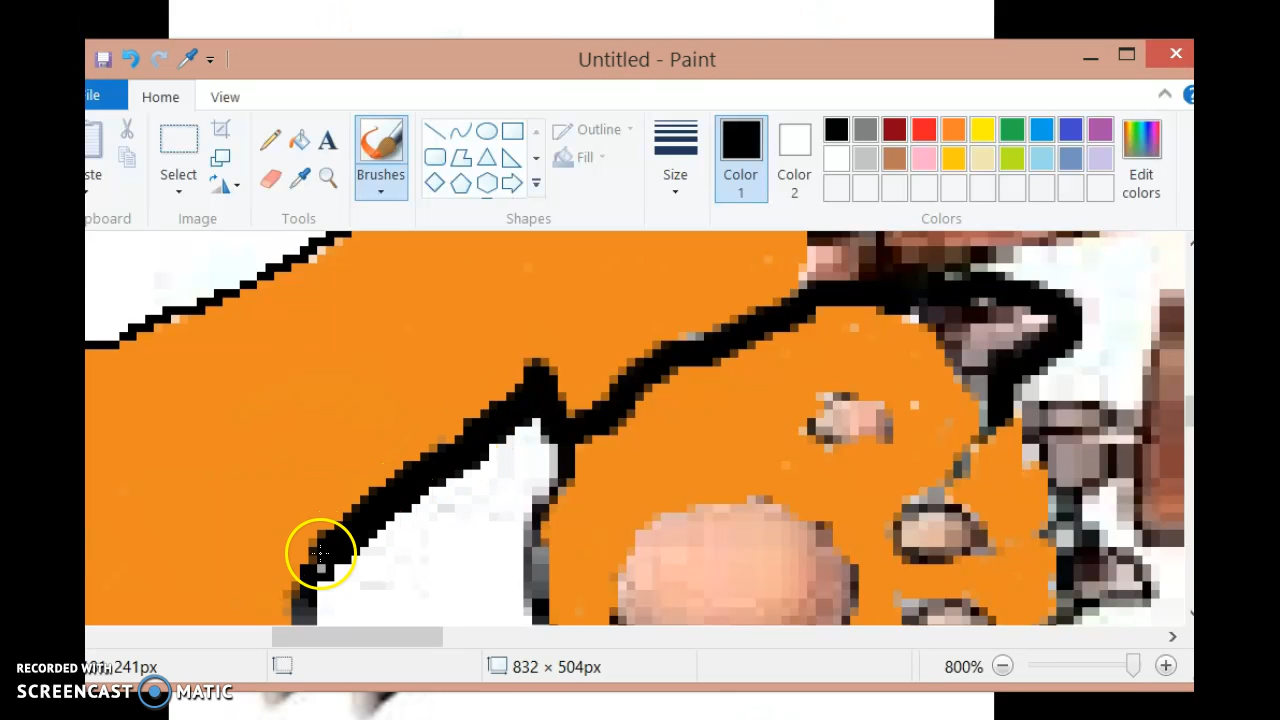 Untitled - Paint
ile
Home
View
ste
Select
Brushes
Outline
Fill
Size
Color
1
Color
2
Edit
colors
pboard
Image
Tools
Shapes
Colors
241px
832 × 504px
800%
RECORDED WITH
SCREENCAST MATIC